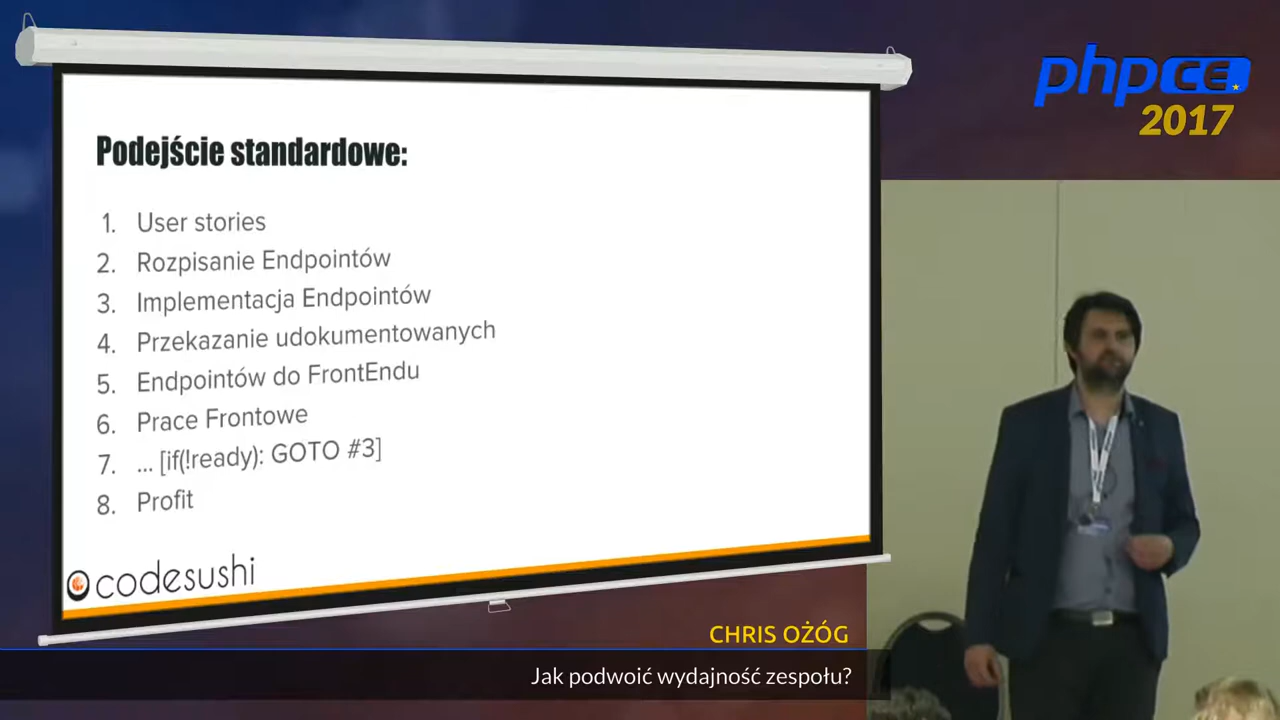 phpCE
2017
Podejście standardowe:
1. User stories
2. Rozpisanie Endpointów
3. Implementacja Endpointów
4. Przekazanie udokumentowanych
5. Endpointów do FrontEndu
6. Prace Frontowe
7. ... [if(!ready): GOTO #3]
8. Profit
codesushi
CHRIS OŻÓG
Jak podwoić wydajność zespołu?